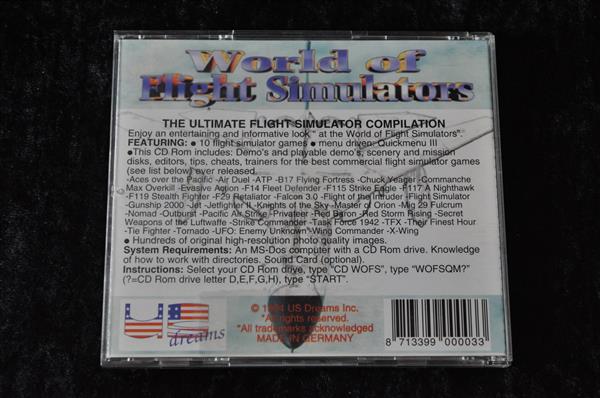 World of
Flight Simulators
THE ULTIMATE FLIGHT SIMULATOR COMPILATION
Enjoy an entertaining and informative look " at the World of Flight Simulators".
FEATURING: ● 10 flight simulator games ● menu driven-Quickmenu III
●This CD Rom includes: Demo's and playable demo's, scenery and mission
disks, editors, tips, cheats, trainers for the best commercial flight simulator games
(see list below) ever released.
-Aces over the Pacific -Air Duel -ATP -B17 Flying Fortress -Chuck Yeager -Commanche
Max Overkill -Evasive Action -F14 Fleet Defender -F115 Strike Eagle -F117 A Nighthawk
-F119 Stealth Fighter -F29 Retaliator -Falcon 3.0 -Flight of the Intruder -Flight Simulator
-Gunship 2000 -Jet -Jetfighter II -Knights of the Sky -Master of Orion -Mig 29 Fulcrum
-Nomad -Outburst -Pacific Air Strike -Privateer -Red Baron -Red Storm Rising -Secret
Weapons of the Luftwaffe -Strike Commander -Task Force 1942 -TFX -Their Finest Hour
-Tie Fighter -Tornado -UFO: Enemy Unknown -Wing Commander -X-Wing
● Hundreds of original high-resolution photo quality images.
System Requirements: An MS-Dos computer with a CD Rom drive. Knowledge
of how to work with directories. Sound Card (optional).
Instructions: Select your CD Rom drive, type "CD WOFS", type "WOFSQM?"
(?=CD Rom drive letter D,E,F,G,H), type "START".
US
dreams
© 1994 US Dreams Inc.
"All rights reserved.
"All trademarks acknowledged
MADE IN GERMANY
8 713399 000033